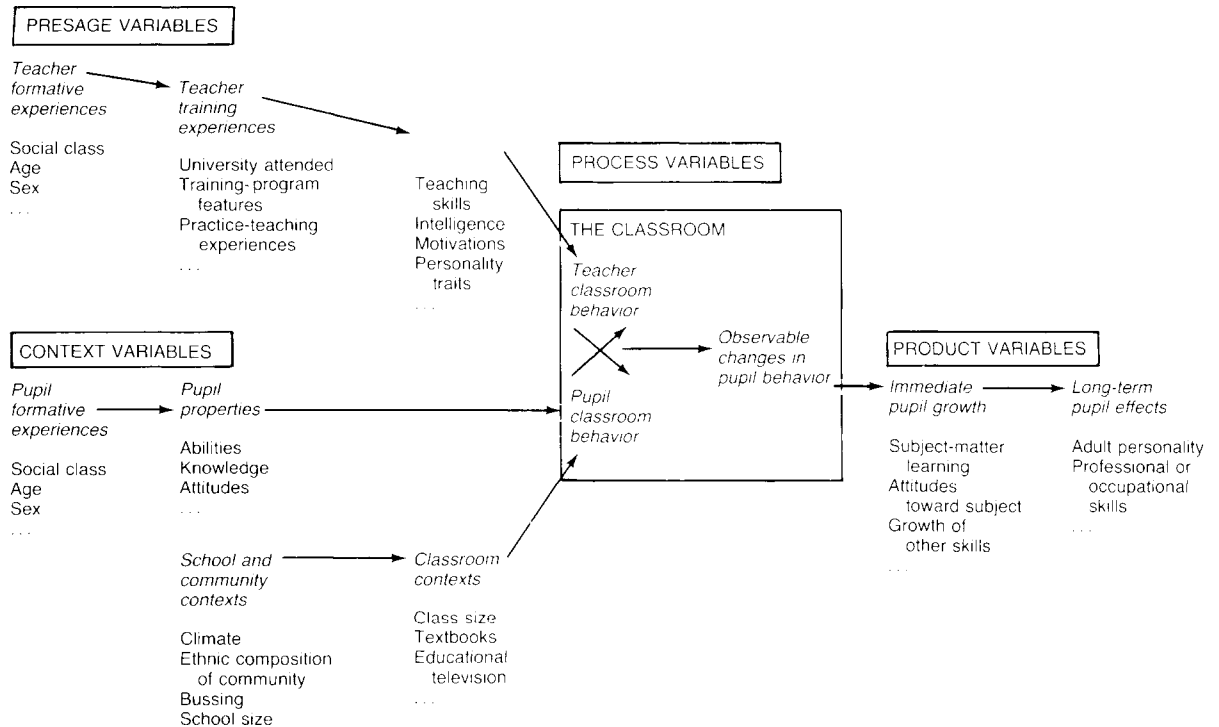 PRESAGE VARIABLES
Teacher
formative
experiences
Social class
Age
Sex
...
Teacher
training
experiences
University attended
Training-program
features
Practice-teaching
experiences
...
Teaching
skills
Intelligence
Motivations
Personality
traits
...
PROCESS VARIABLES
THE CLASSROOM
Teacher
classroom
behavior
Pupil
classroom
behavior
Observable
changes in
pupil behavior
CONTEXT VARIABLES
Pupil
formative
experiences
Social class
Age
Sex
...
Pupil
properties
Abilities
Knowledge
Attitudes
...
School and
community
contexts
Climate
Ethnic composition
of community
Bussing
School size
Classroom
contexts
Class size
Textbooks
Educational
television
...
PRODUCT VARIABLES
Immediate
pupil growth
Subject-matter
learning
Attitudes
toward subject
Growth of
other skills
...
Long-term
pupil effects
Adult personality
Professional or
occupational
skills
...